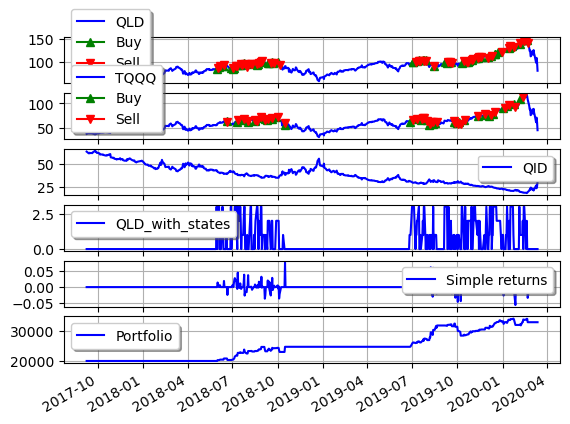 QLD
Buy
Sell
150
100
TQQQ
Buy
Sell
100
50
QID
50
25
QLD_with_states
2.5
0.0
Simple returns
0.05
0.00
−0.05
Portfolio
30000
20000
2017-10 2018-01 2018-04 2018-07 2018-10 2019-01 2019-04 2019-07 2019-10 2020-01 2020-04